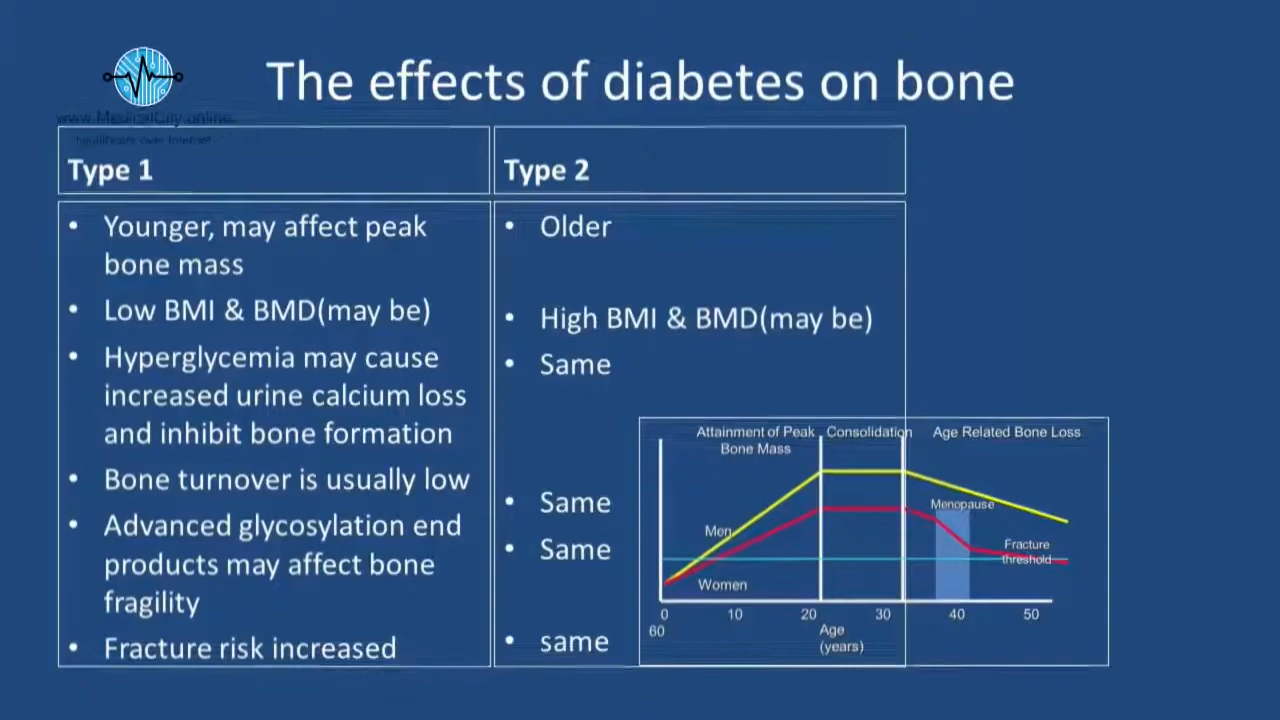 The effects of diabetes on bone
www.MedicalCity.online
healthcare over Internet
Type 1
Type 2
• Younger, may affect peak
bone mass
• Low BMI & BMD(may be)
• Hyperglycemia may cause
increased urine calcium loss
and inhibit bone formation
• Bone turnover is usually low
• Advanced glycosylation end
products may affect bone
fragility
• Fracture risk increased
• Older
• High BMI & BMD(may be)
• Same
• Same
• Same
• same
Attainment of Peak
Bone Mass
Consolidation
Age Related Bone Loss
Menopause
Men
Fracture
threshold
Women
0 10 20 30 40 50
60
Age
(years)